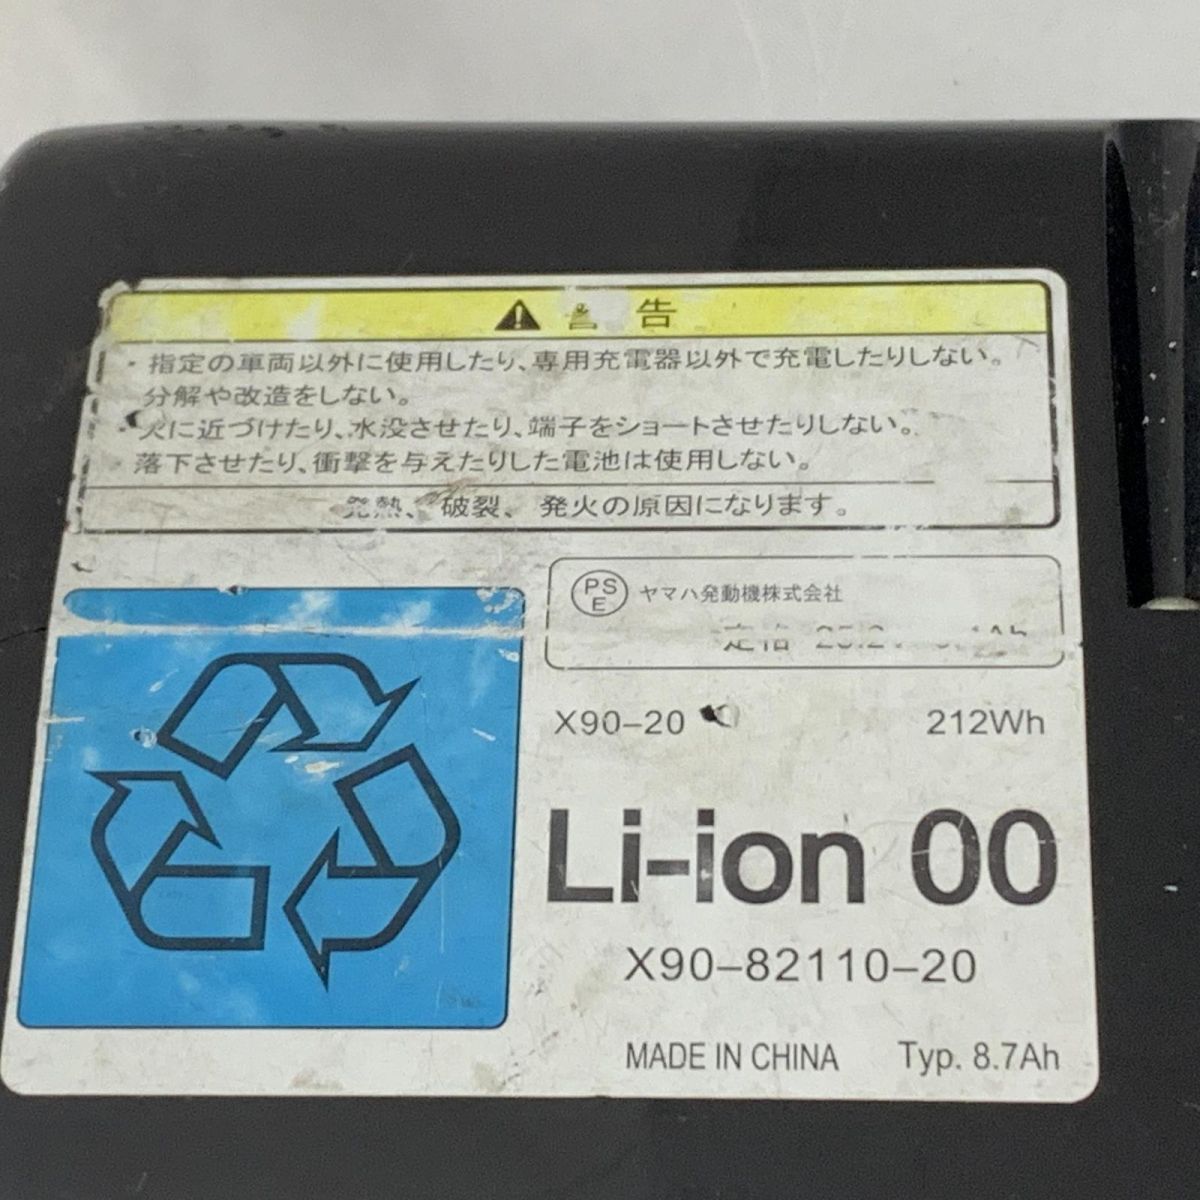 警告
・指定の車両以外に使用したり、専用充電器以外で充電したりしない。
分解や改造をしない。
・火に近づけたり、水没させたり、端子をショートさせたりしない。
・落下させたり、衝撃を与えたりした電池は使用しない。
発熱、破裂、発火の原因になります。
PS
E
ヤマハ発動機株式会社
定格
X90-20
212Wh
Li-ion 00
X90-82110-20
MADE IN CHINA Typ. 8.7Ah